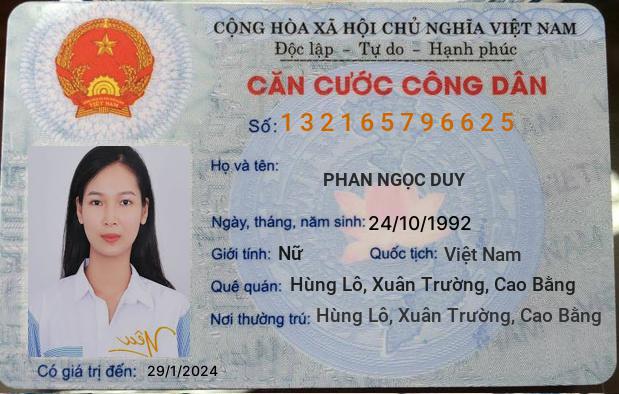 CỘNG HÒA XÃ HỘI CHỦ NGHĨA VIỆT NAM
Độc lập - Tự do - Hạnh phúc
CĂN CƯỚC CÔNG DÂN
Số: 132165796625
Họ và tên:
PHAN NGỌC DUY
Ngày, tháng, năm sinh: 24/10/1992
Giới tính: Nữ Quốc tịch: Việt Nam
Quê quán: Hùng Lô, Xuân Trường, Cao Bằng
Nơi thường trú: Hùng Lô, Xuân Trường, Cao Bằng
Có giá trị đến: 29/1/2024
VIỆT NAM